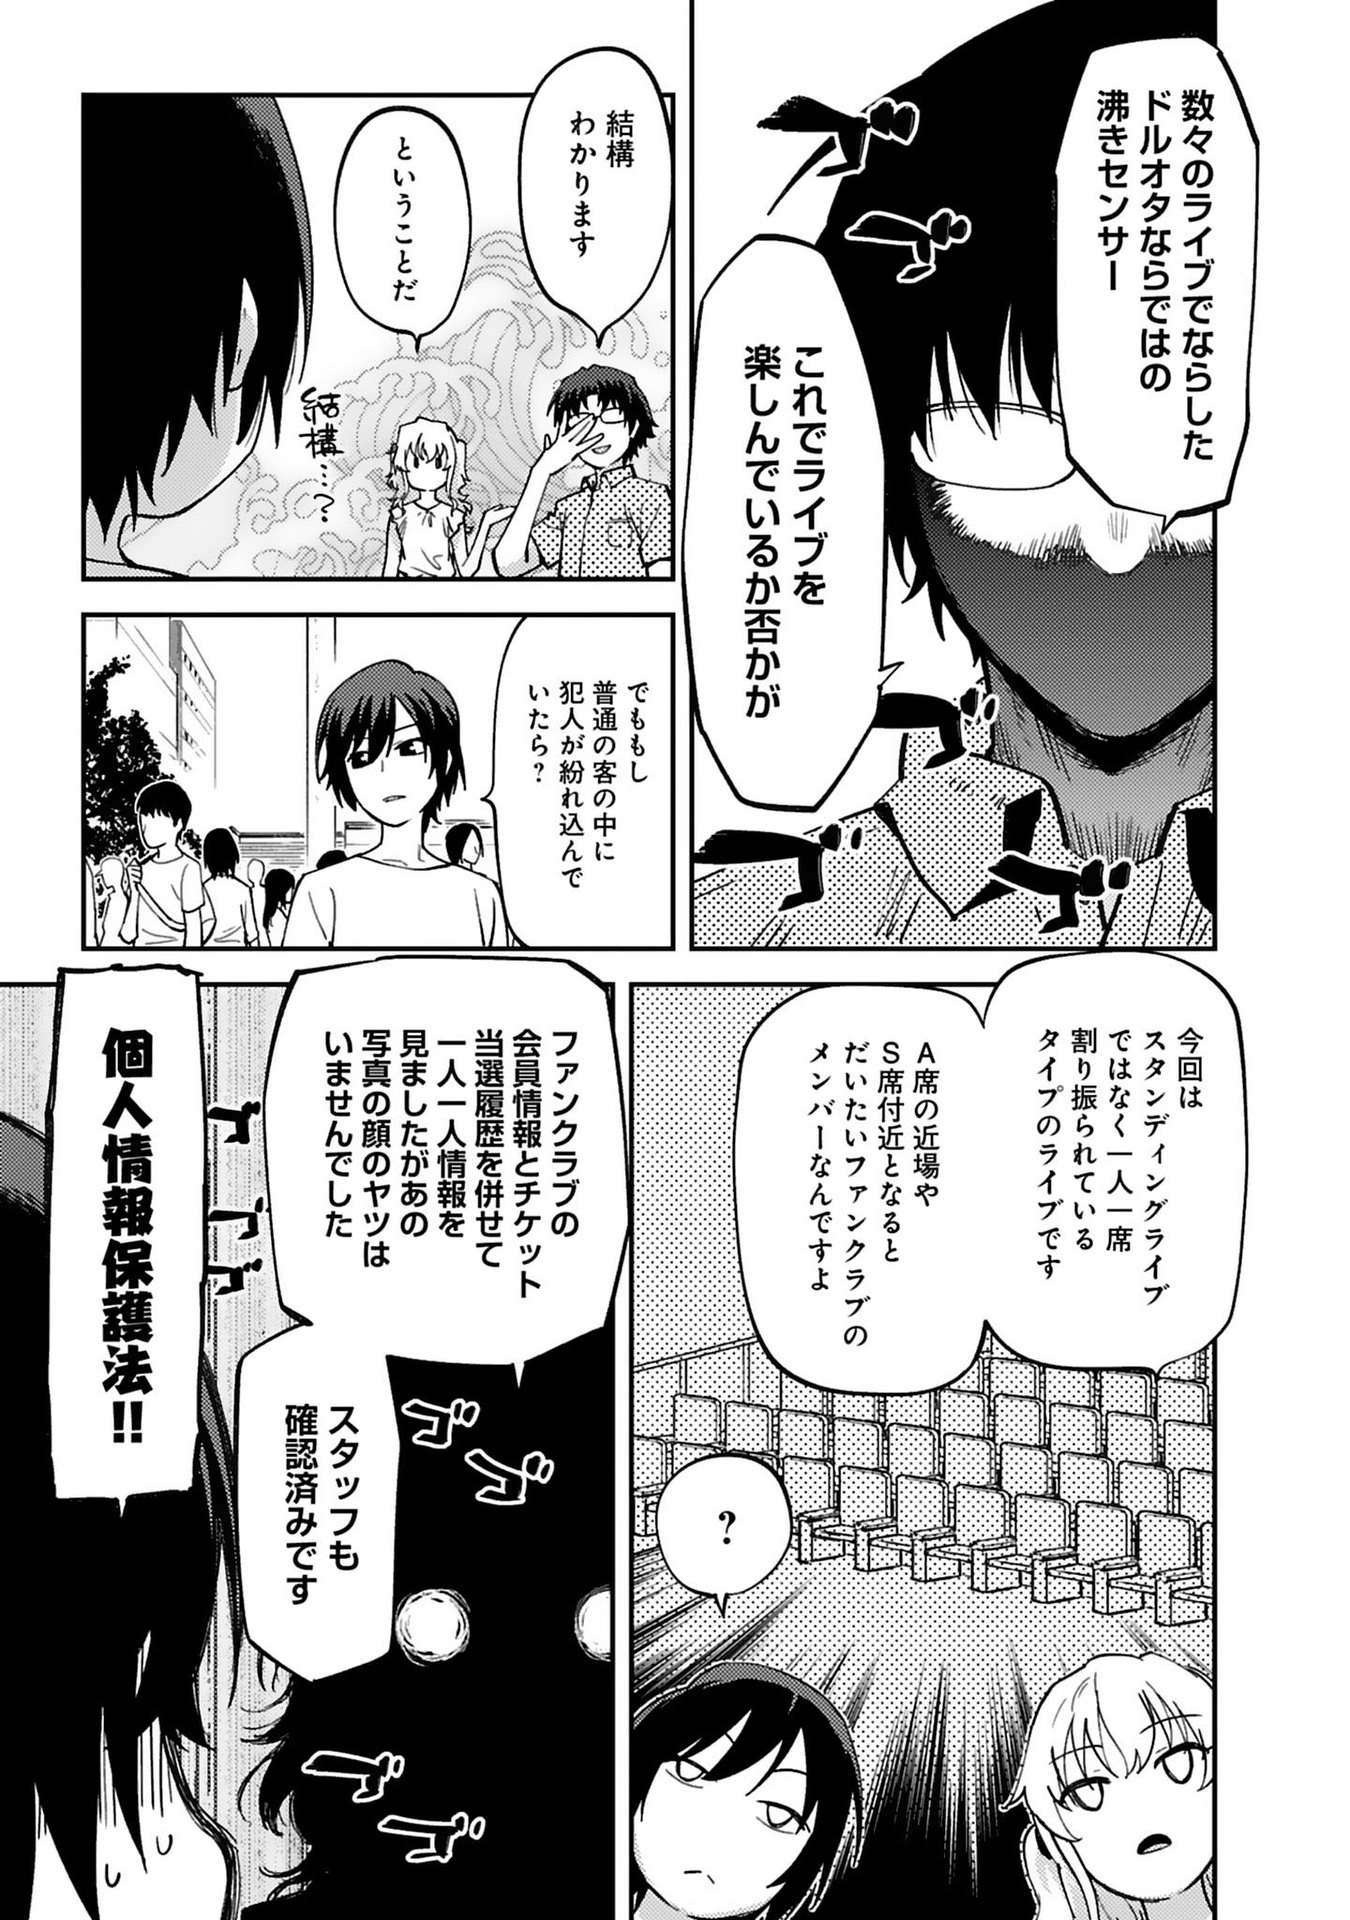 数々のライブでならした
ドルオタならではの
沸きセンサー
これでライブを
楽しんでいるか否かが
結構
わかります
ということだ
結構…?
でももし
普通の客の中に
犯人が紛れ込んで
いたら?
今回は
スタンディングライブ
ではなく一人一席
割り振られている
タイプのライブです
A席の近場や
S席付近となると
だいたいファンクラブの
メンバーなんですよ
?
ファンクラブの
会員情報とチケット
当選履歴を併せて
一人一人情報を
見ましたがあの
写真の顔のヤツは
いませんでした
スタッフも
確認済みです
個人情報保護法!!